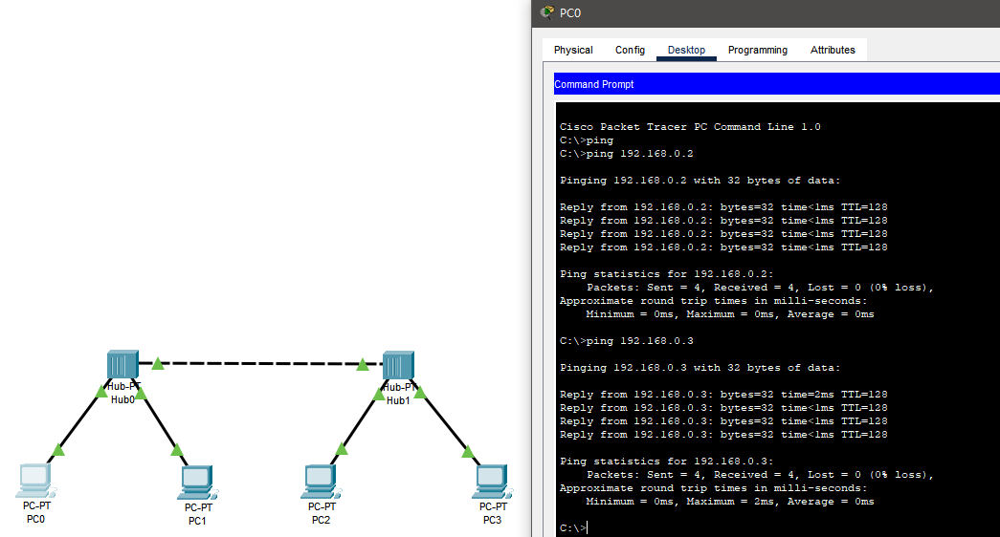 PC0
Physical Config Desktop Programming Attributes
Command Prompt
Cisco Packet Tracer PC Command Line 1.0
C:\>ping
C:\>ping 192.168.0.2
Pinging 192.168.0.2 with 32 bytes of data:
Reply from 192.168.0.2: bytes=32 time<1ms TTL=128
Reply from 192.168.0.2: bytes=32 time<1ms TTL=128
Reply from 192.168.0.2: bytes=32 time<1ms TTL=128
Reply from 192.168.0.2: bytes=32 time<1ms TTL=128
Ping statistics for 192.168.0.2:
Packets: Sent = 4, Received = 4, Lost = 0 (0% loss),
Approximate round trip times in milli-seconds:
Minimum = 0ms, Maximum = 0ms, Average = 0ms
C:\>ping 192.168.0.3
Pinging 192.168.0.3 with 32 bytes of data:
Reply from 192.168.0.3: bytes=32 time=2ms TTL=128
Reply from 192.168.0.3: bytes=32 time<1ms TTL=128
Reply from 192.168.0.3: bytes=32 time<1ms TTL=128
Reply from 192.168.0.3: bytes=32 time<1ms TTL=128
Ping statistics for 192.168.0.3:
Packets: Sent = 4, Received = 4, Lost = 0 (0% loss),
Approximate round trip times in milli-seconds:
Minimum = 0ms, Maximum = 2ms, Average = 0ms
C:\>
Hub-PT
Hub0
Hub-PT
Hub1
PC-PT
PC0
PC-PT
PC1
PC-PT
PC2
PC-PT
PC3